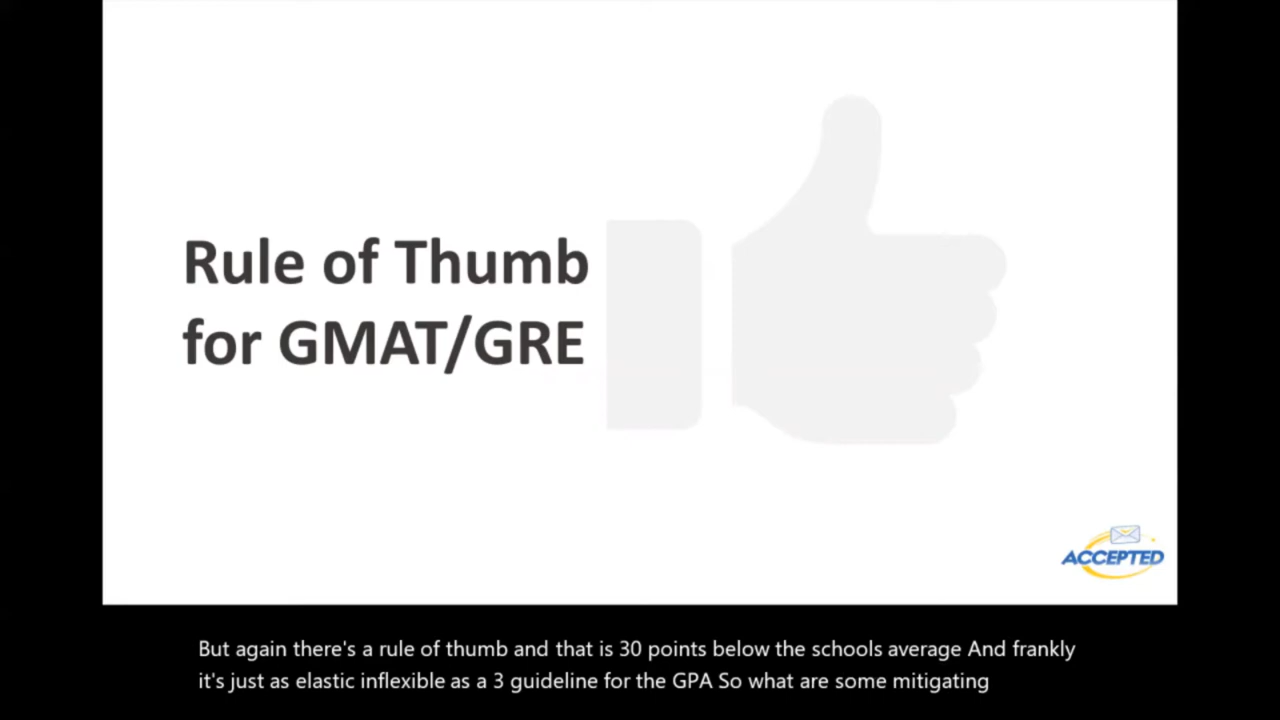 Rule of Thumb
for GMAT/GRE
ACCEPTED
But again there's a rule of thumb and that is 30 points below the schools average And frankly
it's just as elastic inflexible as a 3 guideline for the GPA So what are some mitigating